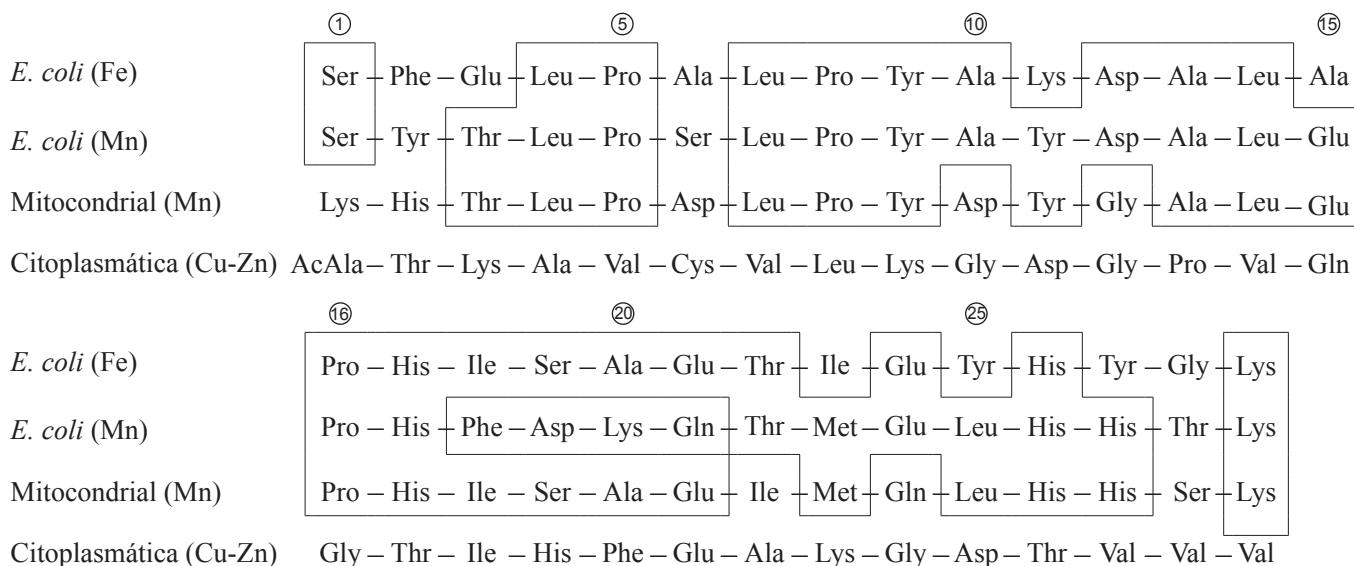 ① ⑤ ⑩ ⑮
E. coli (Fe) Ser – Phe – Glu – Leu – Pro – Ala – Leu – Pro – Tyr – Ala – Lys – Asp – Ala – Leu – Ala
E. coli (Mn) Ser – Tyr – Thr – Leu – Pro – Ser – Leu – Pro – Tyr – Ala – Tyr – Asp – Ala – Leu – Glu
Mitocondrial (Mn) Lys – His – Thr – Leu – Pro – Asp – Leu – Pro – Tyr – Asp – Tyr – Gly – Ala – Leu – Glu
Citoplasmática (Cu-Zn) AcAla – Thr – Lys – Ala – Val – Cys – Val – Leu – Lys – Gly – Asp – Gly – Pro – Val – Gln
⑯ ⑳ ㉕
E. coli (Fe) Pro – His – Ile – Ser – Ala – Glu – Thr – Ile – Glu – Tyr – His – Tyr – Gly – Lys
E. coli (Mn) Pro – His – Phe – Asp – Lys – Gln – Thr – Met – Glu – Leu – His – His – Thr – Lys
Mitocondrial (Mn) Pro – His – Ile – Ser – Ala – Glu – Ile – Met – Gln – Leu – His – His – Ser – Lys
Citoplasmática (Cu-Zn) Gly – Thr – Ile – His – Phe – Glu – Ala – Lys – Gly – Asp – Thr – Val – Val – Val